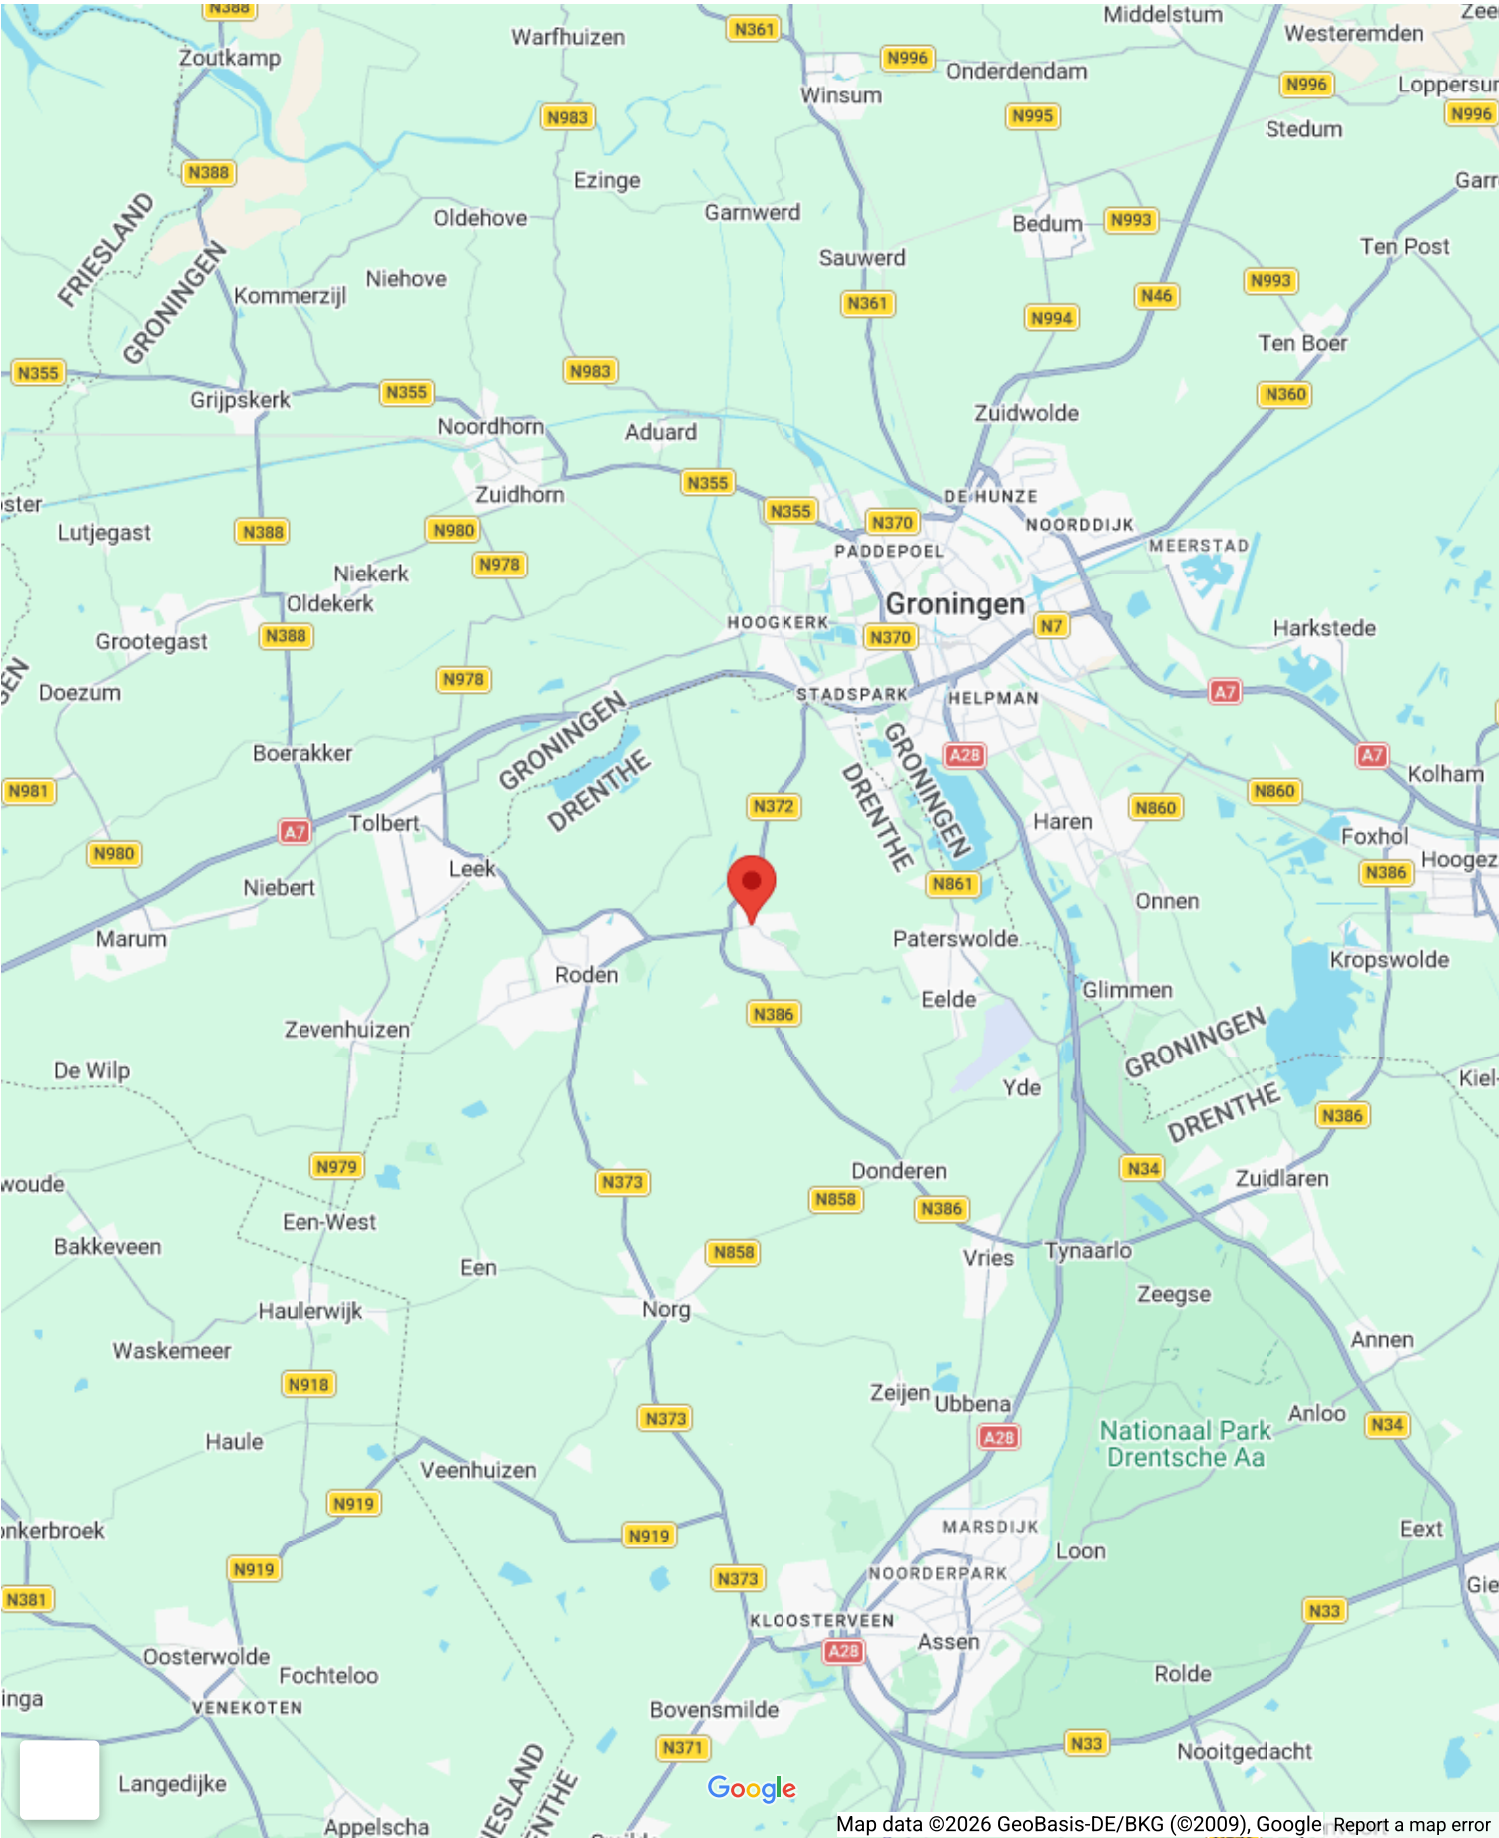 N388
Zoutkamp
Warfhuizen
N361
Middelstum
Westeremden
N996
Onderdendam
Winsum
N996
N996
N983
N995
Stedum
N388
Ezinge
Oldehove
Garnwerd
Bedum
N993
Ten Post
FRIESLAND
GRONINGEN
Kommerzijl
Niehove
Sauwerd
N361
N46
N993
N994
Ten Boer
N355
N983
N355
N360
Grijpskerk
Noordhorn
Aduard
Zuidwolde
Zuidhorn
N355
N355
DE HUNZE
N370
NOORDDIJK
Lutjegast
N388
N980
N978
PADDEPOEL
MEERSTAD
Niekerk
Oldekerk
Groningen
Grootegast
N388
HOOGKERK
N370
N7
Harkstede
Doezum
N978
STADSPARK
HELPMAN
A7
Boerakker
GRONINGEN
DRENTHE
GRONINGEN
DRENTHE
A28
A7
Kolham
N981
N372
N860
N860
Tolbert
A7
Haren
Foxhol
N980
Leek
N861
N386
Niebert
Onnen
Marum
Paterswolde
Kropswolde
Roden
Eelde
Glimmen
N386
Zevenhuizen
GRONINGEN
DRENTHE
De Wilp
Yde
N386
N979
N373
Donderen
N34
Zuidlaren
N858
N386
Een-West
Bakkeveen
N858
Vries
Tynaarlo
Een
Zeegse
Haulerwijk
Norg
Waskemeer
Annen
N918
Zeijen
Ubbena
N373
A28
Anloo
N34
Nationaal Park
Drentsche Aa
Haule
Veenhuizen
N919
N919
MARSDIJK
Loon
Eext
N919
N373
NOORDERPARK
N381
N33
KLOOSTERVEEN
A28
Assen
Oosterwolde
Fochteloo
Rolde
VENEKOTEN
Bovensmilde
N371
N33
Nooitgedacht
Langedijke
Google
Appelscha
Map data ©2026 GeoBasis-DE/BKG (©2009), Google Report a map error